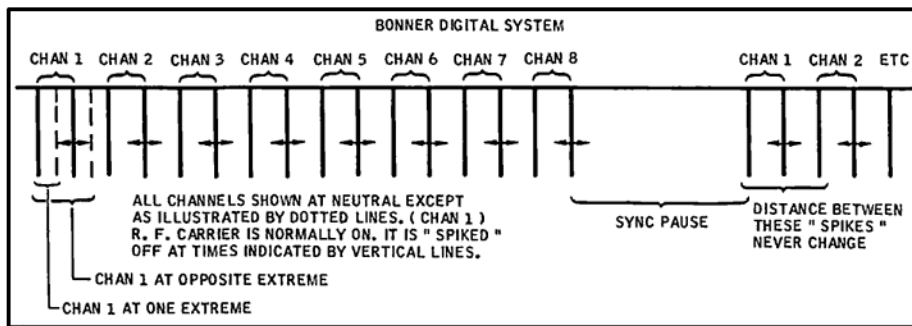 BONNER DIGITAL SYSTEM
CHAN 1 CHAN 2 CHAN 3 CHAN 4 CHAN 5 CHAN 6 CHAN 7 CHAN 8 CHAN 1 CHAN 2 ETC
ALL CHANNELS SHOWN AT NEUTRAL EXCEPT
AS ILLUSTRATED BY DOTTED LINES. (CHAN 1)
R. F. CARRIER IS NORMALLY ON. IT IS "SPIKED"
OFF AT TIMES INDICATED BY VERTICAL LINES.
SYNC PAUSE
DISTANCE BETWEEN
THESE "SPIKES"
NEVER CHANGE
CHAN 1 AT OPPOSITE EXTREME
CHAN 1 AT ONE EXTREME